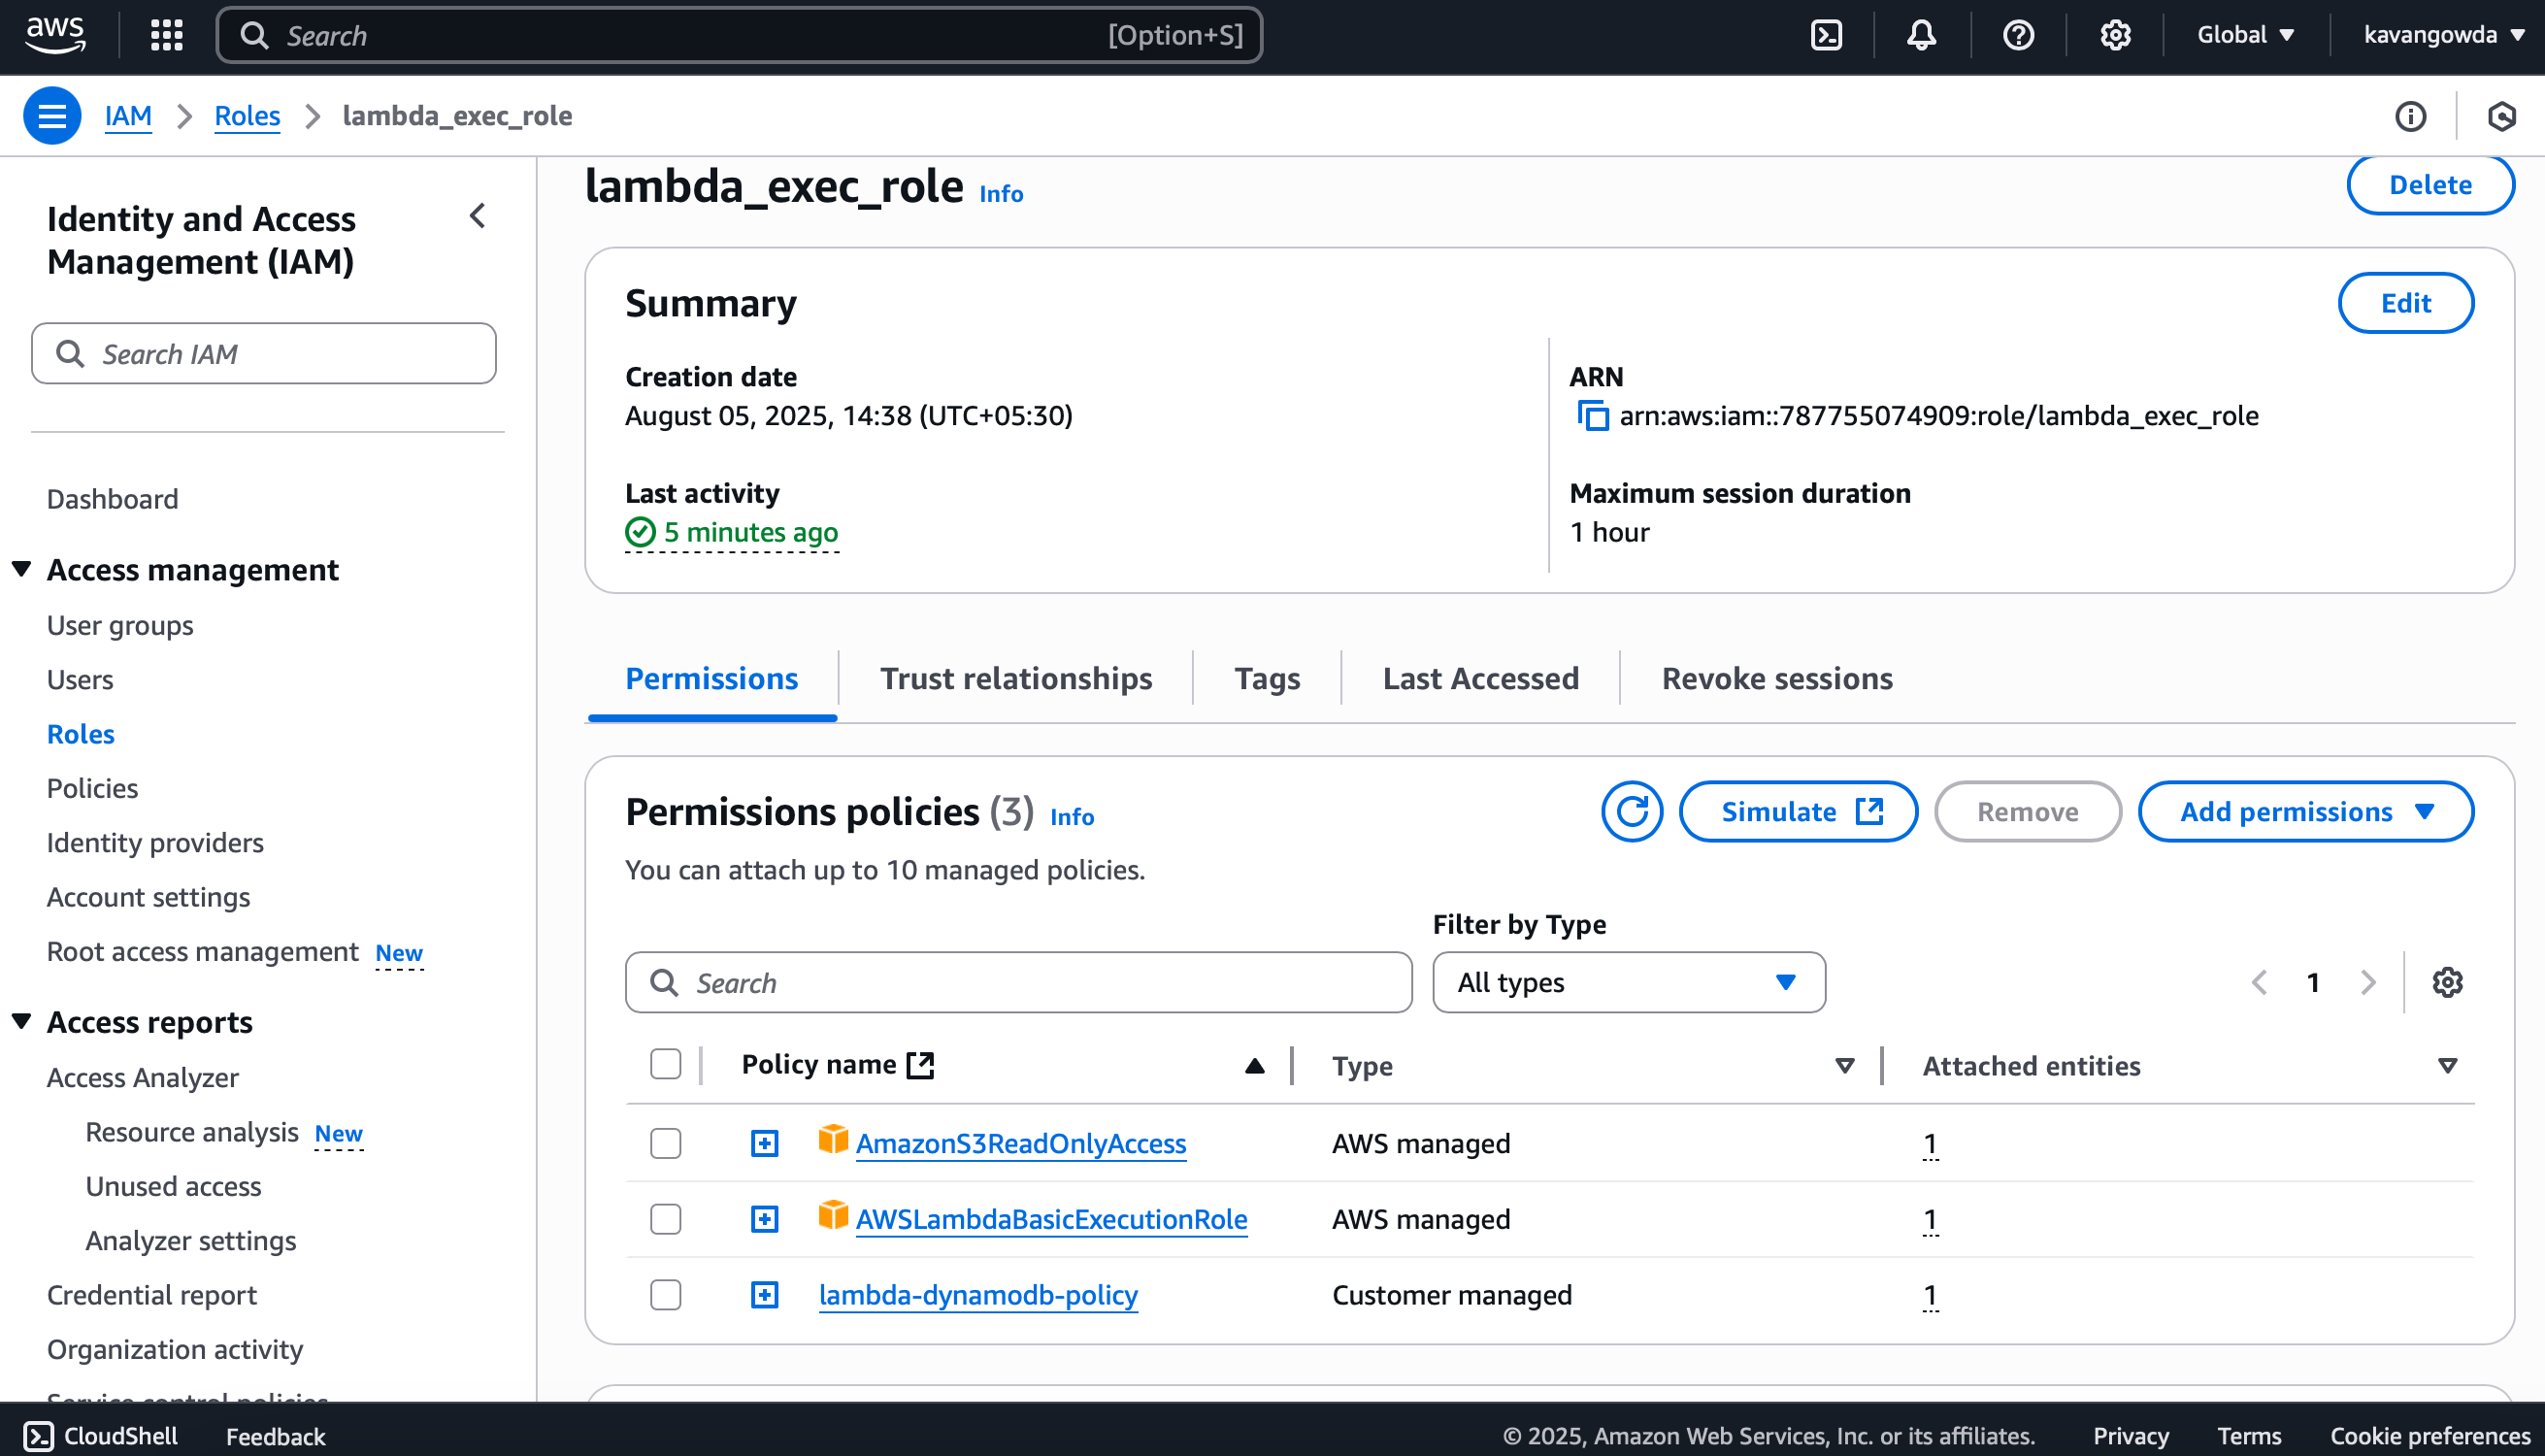 aws
Search [Option+S]
Global
kavangowda
IAM > Roles > lambda_exec_role
Identity and Access
Management (IAM)
Search IAM
Dashboard
Access management
User groups
Users
Roles
Policies
Identity providers
Account settings
Root access management New
Access reports
Access Analyzer
Resource analysis New
Unused access
Analyzer settings
Credential report
Organization activity
Service control policies
lambda_exec_role Info
Delete
Summary
Edit
Creation date
August 05, 2025, 14:38 (UTC+05:30)
ARN
arn:aws:iam::787755074909:role/lambda_exec_role
Last activity
5 minutes ago
Maximum session duration
1 hour
Permissions
Trust relationships
Tags
Last Accessed
Revoke sessions
Permissions policies (3) Info
Simulate
Remove
Add permissions
You can attach up to 10 managed policies.
Filter by Type
Search
All types
1
Policy name Type Attached entities
AmazonS3ReadOnlyAccess AWS managed 1
AWSLambdaBasicExecutionRole AWS managed 1
lambda-dynamodb-policy Customer managed 1
CloudShell Feedback © 2025, Amazon Web Services, Inc. or its affiliates. Privacy Terms Cookie preferences